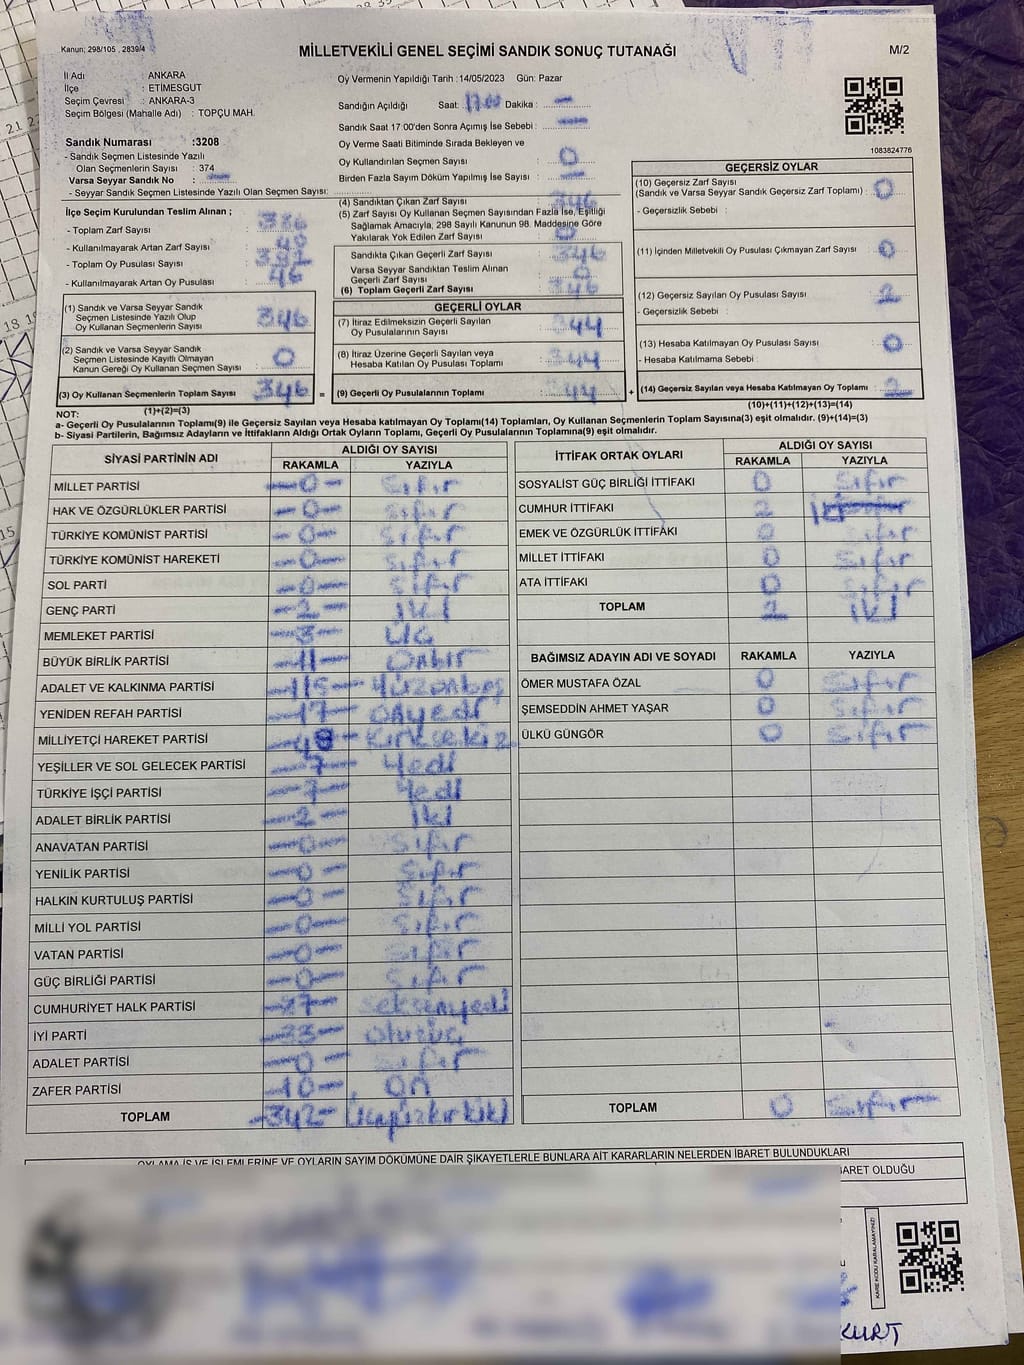 Kanun; 298/105 , 2839/4
MİLLETVEKİLİ GENEL SEÇİMİ SANDIK SONUÇ TUTANAĞI
M/2
İl Adı ANKARA
İlçe : ETİMESGUT
Seçim Çevresi : ANKARA-3
Seçim Bölgesi (Mahalle Adı) : TOPÇU MAH.
Oy Vermenin Yapıldığı Tarih :14/05/2023 Gün: Pazar
Sandığın Açıldığı Saat: 17.00 Dakika : —
Sandık Saat 17 00'den Sonra Açımış İse Sebebi : —
Oy Verme Saati Bitiminde Sırada Bekleyen ve
Oy Kullandırılan Seçmen Sayısı : 0
Birden Fazla Sayım Döküm Yapılmış İse Sayısı : —
1083824776
Sandık Numarası :3208
- Sandık Seçmen Listesinde Yazılı
Olan Seçmenlerin Sayısı : 374
Varsa Seyyar Sandık No : —
- Seyyar Sandık Seçmen Listesinde Yazılı Olan Seçmen Sayısı:
İlçe Seçim Kurulundan Teslim Alınan ;
- Toplam Zarf Sayısı : 386
- Kullanılmayarak Artan Zarf Sayısı : 40
- Toplam Oy Pusulası Sayısı :
- Kullanılmayarak Artan Oy Pusulası : 46
(1) Sandık ve Varsa Seyyar Sandık
Seçmen Listesinde Yazılı Olup
Oy Kullanan Seçmenlerin Sayısı : 346
(2) Sandık ve Varsa Seyyar Sandık
Seçmen Listesinde Kayıtlı Olmayan
Kanun Gereği Oy Kullanan Seçmen Sayısı : 0
(3) Oy Kullanan Seçmenlerin Toplam Sayısı 346 =
(1)+(2)=(3)
(4) Sandıktan Çıkan Zarf Sayısı : 346
(5) Zarf Sayısı Oy Kullanan Seçmen Sayısından Fazla İse, Eşitliği
Sağlamak Amacıyla, 298 Sayılı Kanunun 98. Maddesine Göre
Yakılarak Yok Edilen Zarf Sayısı : 0
Sandıkta Çıkan Geçerli Zarf Sayısı : 346
Varsa Seyyar Sandıktan Teslim Alınan
Geçerli Zarf Sayısı : 0
(6) Toplam Geçerli Zarf Sayısı : 346
GEÇERLİ OYLAR
(7) İtiraz Edilmeksizin Geçerli Sayılan
Oy Pusulalarının Sayısı : 344
(8) İtiraz Üzerine Geçerli Sayılan veya
Hesaba Katılan Oy Pusulası Toplamı : 344
(9) Geçerli Oy Pusulalarının Toplamı : 344 +
GEÇERSİZ OYLAR
(10) Geçersiz Zarf Sayısı
(Sandık ve Varsa Seyyar Sandık Geçersiz Zarf Toplamı) : 0
- Geçersizlik Sebebi :
(11) İçinden Milletvekili Oy Pusulası Çıkmayan Zarf Sayısı : 0
(12) Geçersiz Sayılan Oy Pusulası Sayısı : 2
- Geçersizlik Sebebi :
(13) Hesaba Katılmayan Oy Pusulası Sayısı : 0
- Hesaba Katılmama Sebebi :
(14) Geçersiz Sayılan veya Hesaba Katılmayan Oy Toplamı : 2
(10)+(11)+(12)+(13)=(14)
NOT:
a- Geçerli Oy Pusulalarının Toplamı(9) ile Geçersiz Sayılan veya Hesaba Katılmayan Oy Toplamı(14) Toplamları, Oy Kullanan Seçmenlerin Toplam Sayısına(3) eşit olmalıdır. (9)+(14)=(3)
b- Siyasi Partilerin, Bağımsız Adayların ve İttifakların Aldığı Ortak Oyların Toplamı, Geçerli Oy Pusulalarının Toplamına(9) eşit olmalıdır.
SİYASİ PARTİNİN ADI ALDIĞI OY SAYISI
RAKAMLA YAZIYLA
MİLLET PARTİSİ -0- Sıfır
HAK VE ÖZGÜRLÜKLER PARTİSİ -0- Sıfır
TÜRKİYE KOMÜNİST PARTİSİ -0- Sıfır
TÜRKİYE KOMÜNİST HAREKETİ -0- Sıfır
SOL PARTİ -0- Sıfır
GENÇ PARTİ -2- İki
MEMLEKET PARTİSİ -3- Üç
BÜYÜK BİRLİK PARTİSİ -11- Onbir
ADALET VE KALKINMA PARTİSİ -115- Yüzonbeş
YENİDEN REFAH PARTİSİ -17- Onyedi
MİLLİYETÇİ HAREKET PARTİSİ -48- Kırksekiz
YEŞİLLER VE SOL GELECEK PARTİSİ -7- Yedi
TÜRKİYE İŞÇİ PARTİSİ -7- Yedi
ADALET BİRLİK PARTİSİ -2- İki
ANAVATAN PARTİSİ -0- Sıfır
YENİLİK PARTİSİ -0- Sıfır
HALKIN KURTULUŞ PARTİSİ -0- Sıfır
MİLLİ YOL PARTİSİ -0- Sıfır
VATAN PARTİSİ -0- Sıfır
GÜÇ BİRLİĞİ PARTİSİ -0- Sıfır
CUMHURİYET HALK PARTİSİ -87- Seksenyedi
İYİ PARTİ -33- Otuzüç
ADALET PARTİSİ -0- Sıfır
ZAFER PARTİSİ -10- On
TOPLAM -342- Üçyüzkırkiki
İTTİFAK ORTAK OYLARI ALDIĞI OY SAYISI
RAKAMLA YAZIYLA
SOSYALİST GÜÇ BİRLİĞİ İTTİFAKI 0 Sıfır
CUMHUR İTTİFAKI 2 İki
EMEK VE ÖZGÜRLÜK İTTİFAKI 0 Sıfır
MİLLET İTTİFAKI 0 Sıfır
ATA İTTİFAKI 0 Sıfır
TOPLAM 2 İki
BAĞIMSIZ ADAYIN ADI VE SOYADI RAKAMLA YAZIYLA
ÖMER MUSTAFA ÖZAL 0 Sıfır
ŞEMSEDDİN AHMET YAŞAR 0 Sıfır
ÜLKÜ GÜNGÖR 0 Sıfır
TOPLAM 0 Sıfır
OYLAMA İŞ VE İŞLEMLERİNE VE OYLARIN SAYIM DÖKÜMÜNE DAİR ŞİKAYETLERLE BUNLARA AİT KARARLARIN NELERDEN İBARET BULUNDUKLARI
BARET OLDUĞU
KARE KODU KARALAMAYINIZ!
KURT